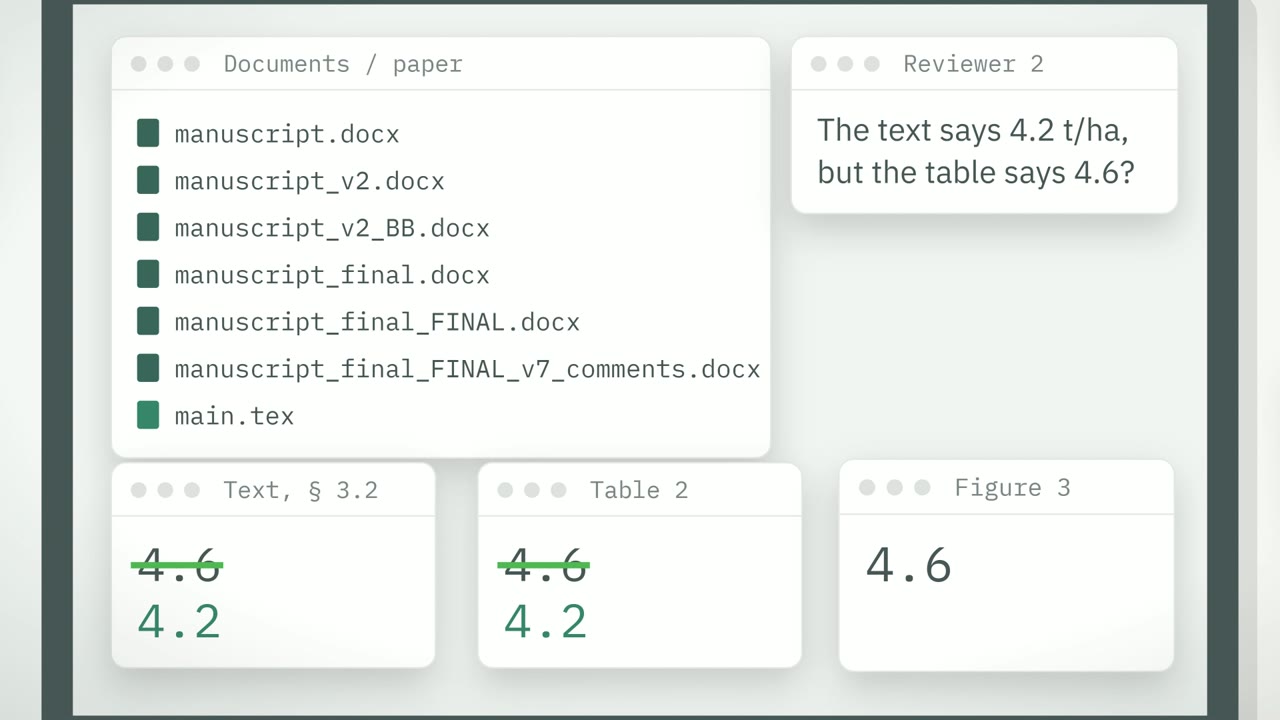 Documents / paper
manuscript.docx
manuscript_v2.docx
manuscript_v2_BB.docx
manuscript_final.docx
manuscript_final_FINAL.docx
manuscript_final_FINAL_v7_comments.docx
main.tex
Reviewer 2
The text says 4.2 t/ha,
but the table says 4.6?
Text, § 3.2
4.6
4.2
Table 2
4.6
4.2
Figure 3
4.6